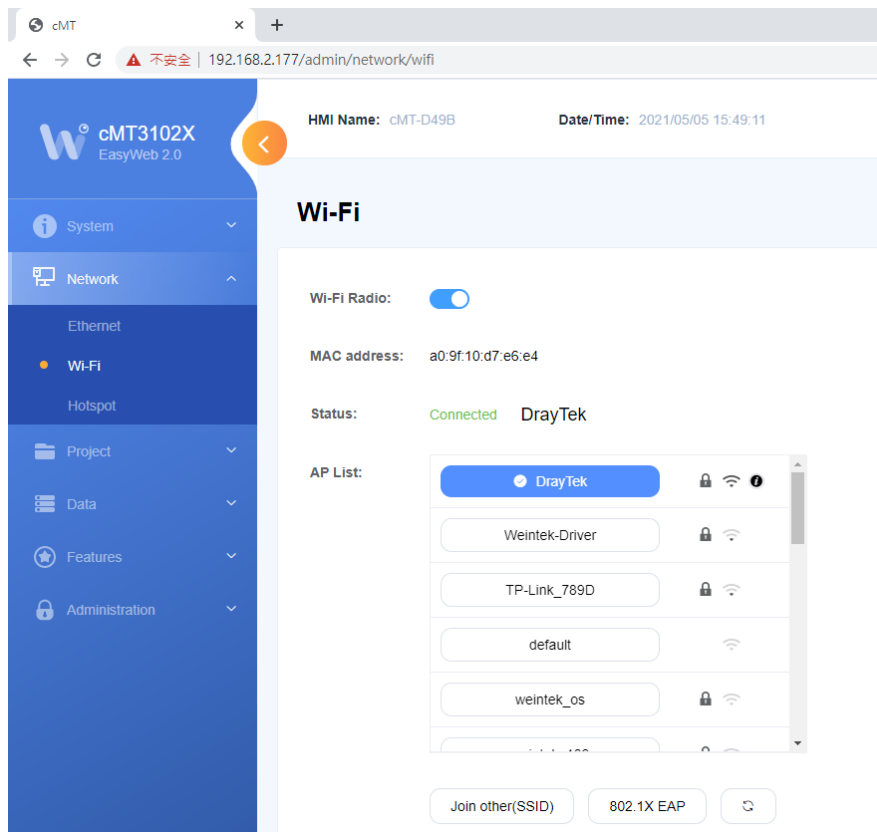 cMT
不安全 | 192.168.2.177/admin/network/wifi
cMT3102X
EasyWeb 2.0
HMI Name: cMT-D49B Date/Time: 2021/05/05 15:49:11
System
Network
Ethernet
Wi-Fi
Hotspot
Project
Data
Features
Administration
Wi-Fi
Wi-Fi Radio:
MAC address: a0:9f:10:d7:e6:e4
Status: Connected DrayTek
AP List:
DrayTek
Weintek-Driver
TP-Link_789D
default
weintek_os
Join other(SSID) 802.1X EAP